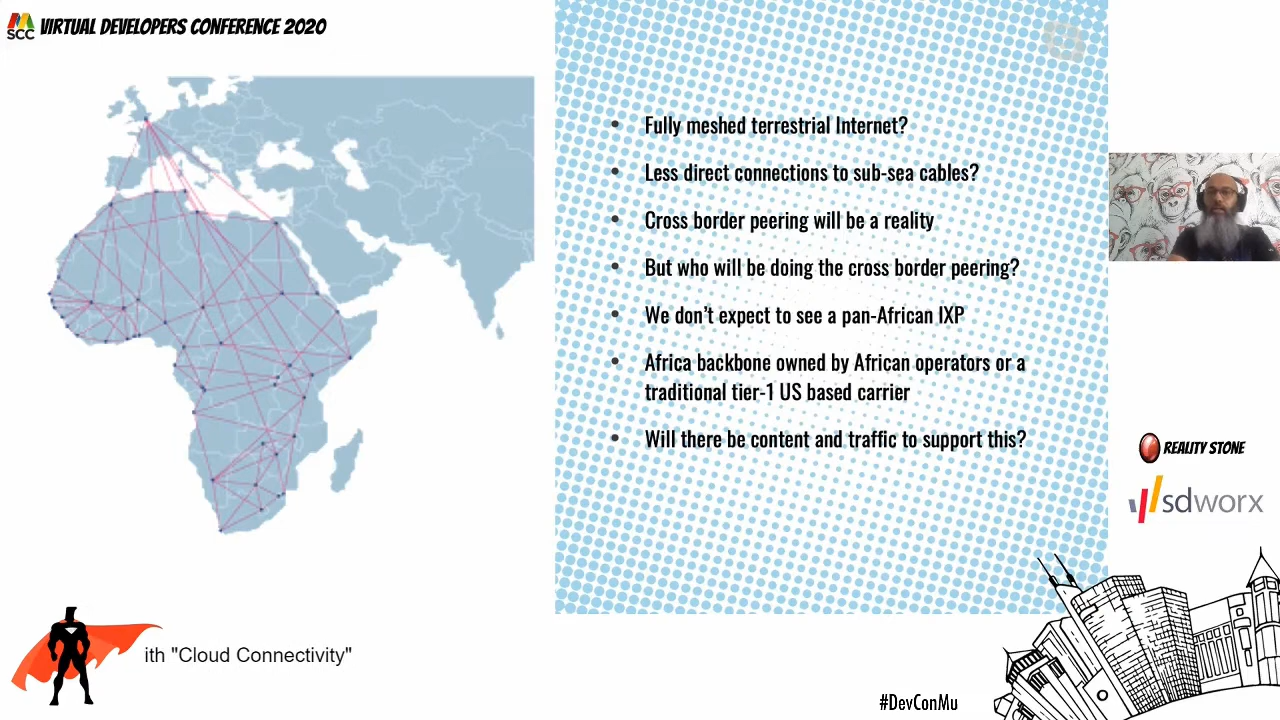 SCC VIRTUAL DEVELOPERS CONFERENCE 2020
• Fully meshed terrestrial Internet?
• Less direct connections to sub-sea cables?
• Cross border peering will be a reality
• But who will be doing the cross border peering?
• We don't expect to see a pan-African IXP
• Africa backbone owned by African operators or a
traditional tier-1 US based carrier
• Will there be content and traffic to support this?
REALITY STONE
sdworx
ith "Cloud Connectivity"
#DevConMu